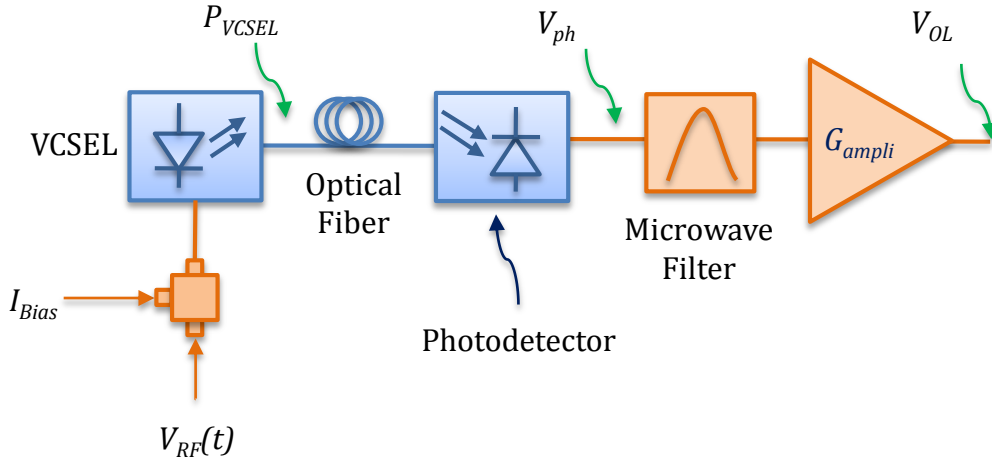 P_VCSEL
V_ph
V_OL
VCSEL
G_ampli
Optical
Fiber
Microwave
Filter
I_Bias
Photodetector
V_RF(t)